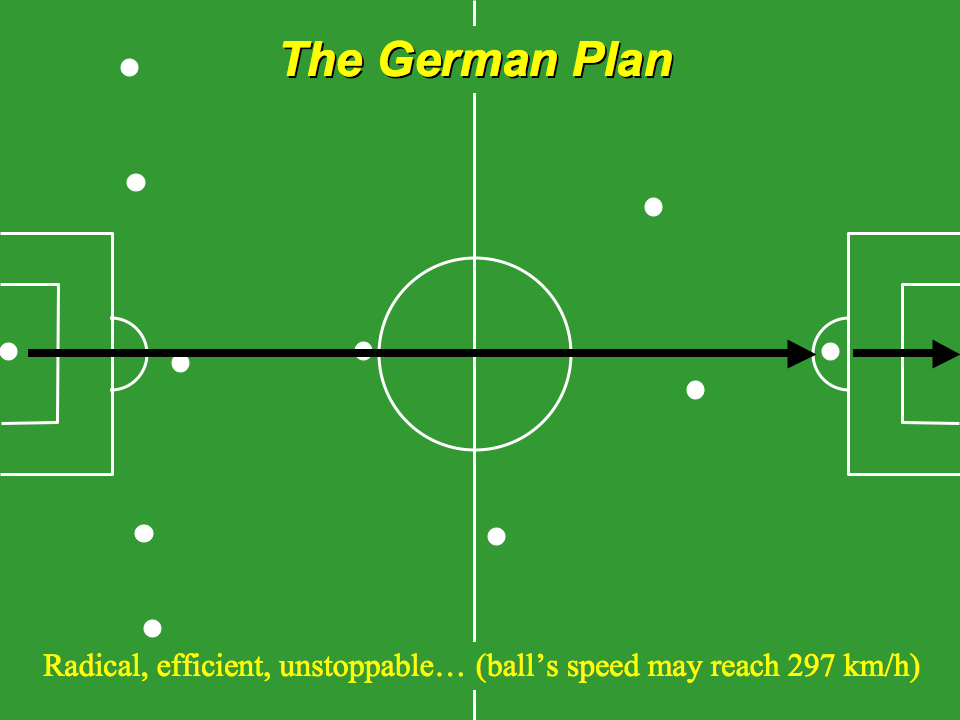 The German Plan
Radical, efficient, unstoppable… (ball’s speed may reach 297 km/h)